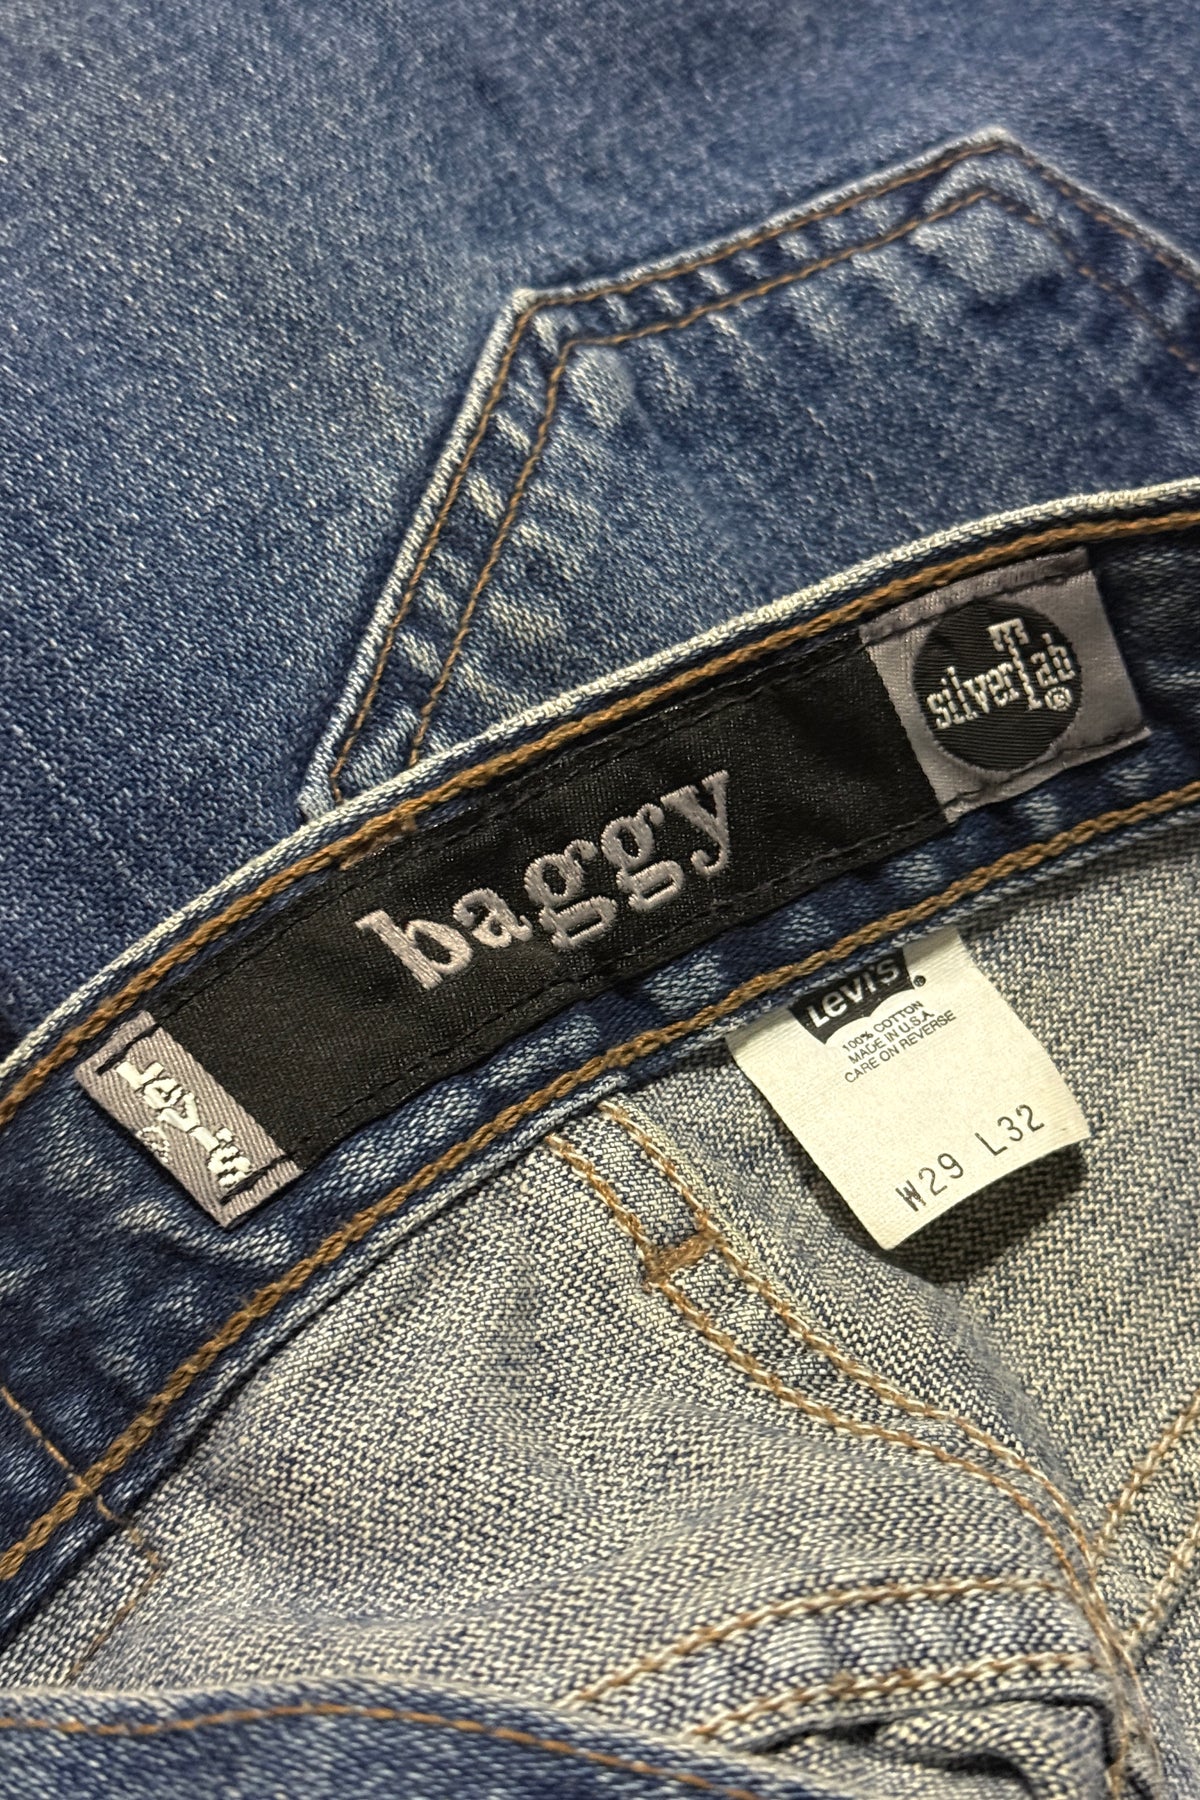 silverTab®
baggy
Levi's
®
Levi's®
100% COTTON
MADE IN U.S.A.
CARE ON REVERSE
W29 L32